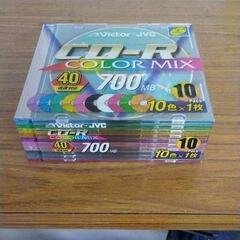 Victor・JVC
CD-R
COLOR MIX
40
700MB
10
10色×1枚
Victor・JVC
CD-R
COLOR MIX
40
700MB
10
10色×1枚